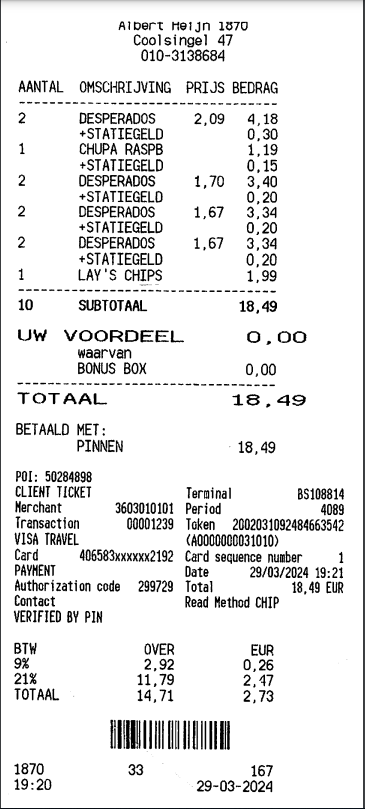 Albert Heijn 1870
Coolsingel 47
010-3138684
AANTAL OMSCHRIJVING PRIJS BEDRAG
2 DESPERADOS 2,09 4,18
+STATIEGELD 0,30
1 CHUPA RASPB 1,19
+STATIEGELD 0,15
2 DESPERADOS 1,70 3,40
+STATIEGELD 0,20
2 DESPERADOS 1,67 3,34
+STATIEGELD 0,20
2 DESPERADOS 1,67 3,34
+STATIEGELD 0,20
1 LAY'S CHIPS 1,99
10 SUBTOTAAL 18,49
UW VOORDEEL 0,00
waarvan
BONUS BOX 0,00
TOTAAL 18,49
BETAALD MET:
PINNEN 18,49
POI: 50284898
CLIENT TICKET Terminal BS108814
Merchant 3603010101 Period 4089
Transaction 00001239 Token 2002031092484663542
VISA TRAVEL (A0000000031010)
Card 406583xxxxxx2192 Card sequence number 1
PAYMENT Date 29/03/2024 19:21
Authorization code 299729 Total 18,49 EUR
Contact Read Method CHIP
VERIFIED BY PIN
BTW OVER EUR
9% 2,92 0,26
21% 11,79 2,47
TOTAAL 14,71 2,73
1870 33 167
19:20 29-03-2024